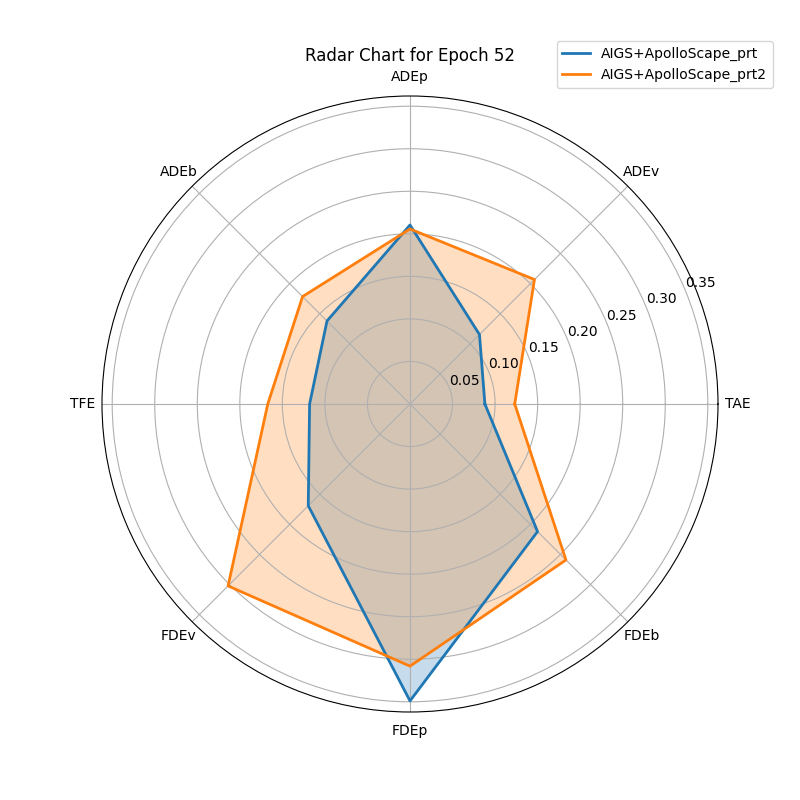 Radar Chart for Epoch 52
AIGS+ApolloScape_prt
AIGS+ApolloScape_prt2
ADEp
ADEb
ADEv
0.35
0.30
0.25
0.20
0.15
0.10
0.05
TFE
TAE
FDEv
FDEb
FDEp